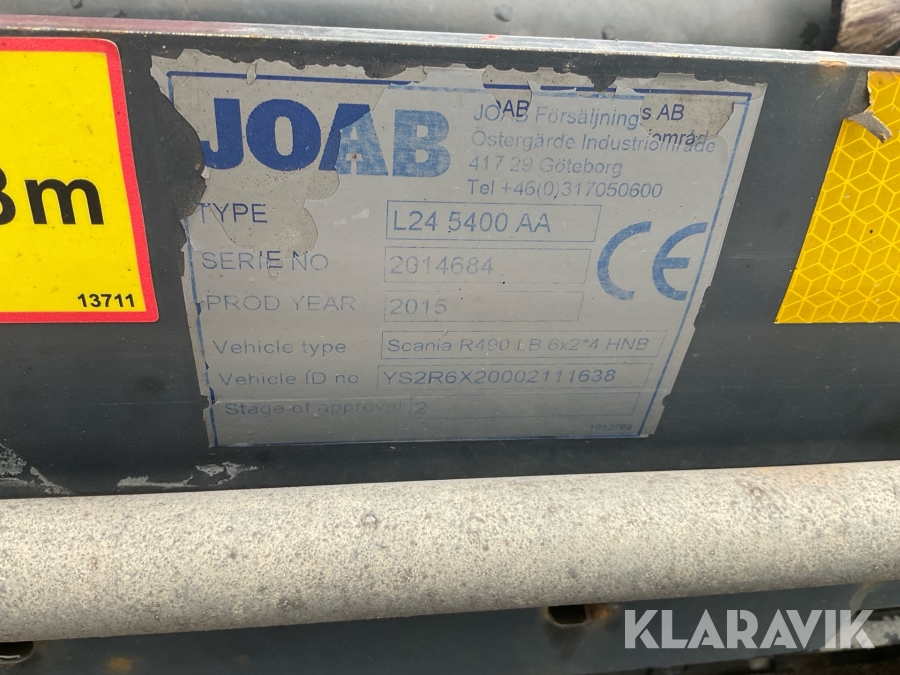 3m
13711
JOAB
JOAB Försäljnings AB
Östergärde Industriområde
417 29 Göteborg
Tel +46(0)317050600
TYPE L24 5400 AA
SERIE NO 2014684
PROD YEAR 2015
CE
Vehicle type Scania R490 LB 6x2*4 HNB
Vehicle ID no YS2R6X20002111638
Stage of approval 2
KLARAVIK